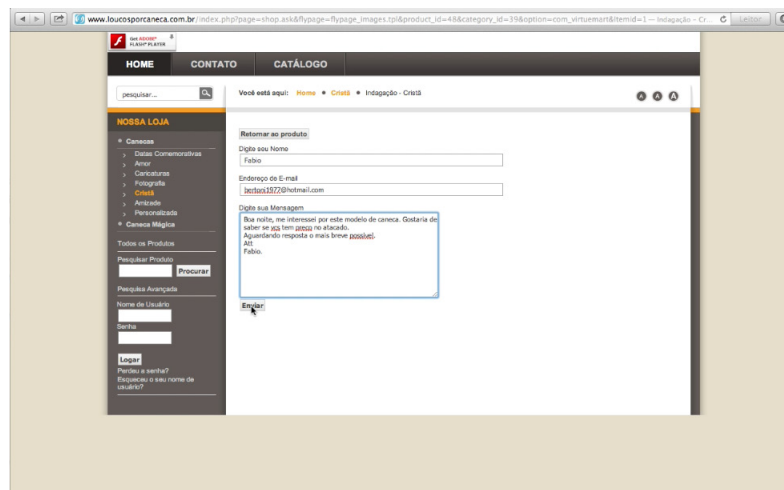 www.loucosporcaneca.com.br/index.php?page=shop.ask&flypage=flypage_images.tpl&product_id=48&category_id=39&option=com_virtuemart&Itemid=1 — Indagação - Cr...
Leitor
Get ADOBE® FLASH® PLAYER
HOME CONTATO CATÁLOGO
pesquisar...
Você está aqui: Home Cristã Indagação - Cristã
A A A
NOSSA LOJA
Canecas
Datas Comemorativas
Amor
Caricaturas
Fotografia
Cristã
Amizade
Personalizada
Caneca Mágica
Todos os Produtos
Pesquisar Produto
Procurar
Pesquisa Avançada
Nome de Usuário
Senha
Logar
Perdeu a senha?
Esqueceu o seu nome de
usuário?
Retornar ao produto
Digite seu Nome
Fabio
Endereço de E-mail
bertoni1977@hotmail.com
Digite sua Mensagem
Boa noite, me interessei por este modelo de caneca. Gostaria de
saber se vcs tem preço no atacado.
Aguardando resposta o mais breve possível.
Att
Fabio.
Enviar